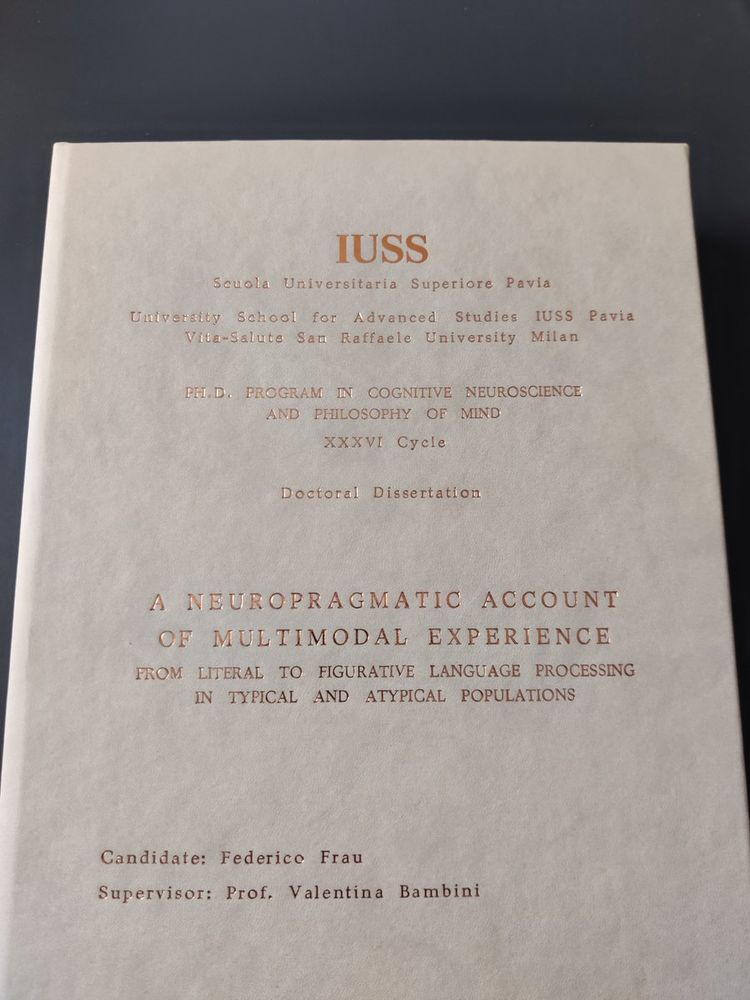 IUSS
Scuola Universitaria Superiore Pavia
University School for Advanced Studies IUSS Pavia
Vita-Salute San Raffaele University Milan
PH.D. PROGRAM IN COGNITIVE NEUROSCIENCE
AND PHILOSOPHY OF MIND
XXXVI Cycle
Doctoral Dissertation
A NEUROPRAGMATIC ACCOUNT
OF MULTIMODAL EXPERIENCE
FROM LITERAL TO FIGURATIVE LANGUAGE PROCESSING
IN TYPICAL AND ATYPICAL POPULATIONS
Candidate: Federico Frau
Supervisor: Prof. Valentina Bambini